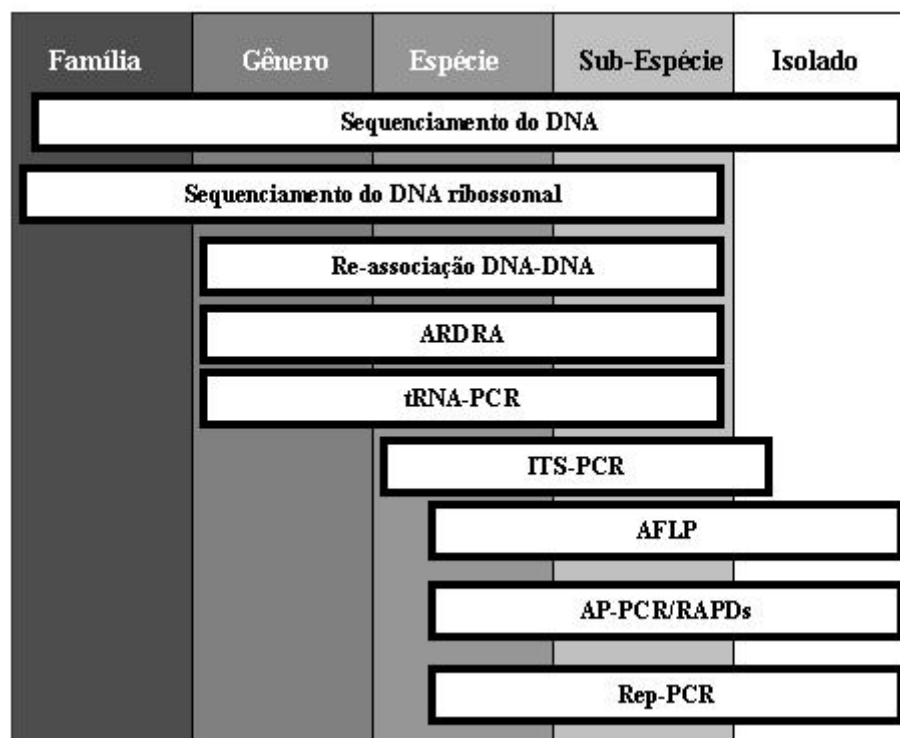 Família Gênero Espécie Sub-Espécie Isolado
Sequenciamento do DNA
Sequenciamento do DNA ribossomal
Re-associação DNA-DNA
ARDRA
tRNA-PCR
ITS-PCR
AFLP
AP-PCR/RAPDs
Rep-PCR